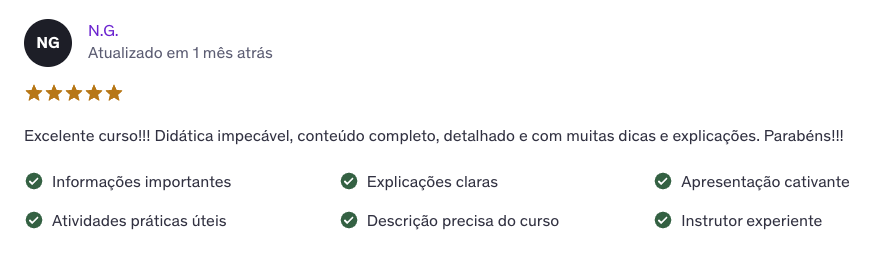 NG
N.G.
Atualizado em 1 mês atrás
Excelente curso!!! Didática impecável, conteúdo completo, detalhado e com muitas dicas e explicações. Parabéns!!!
Informações importantes
Explicações claras
Apresentação cativante
Atividades práticas úteis
Descrição precisa do curso
Instrutor experiente